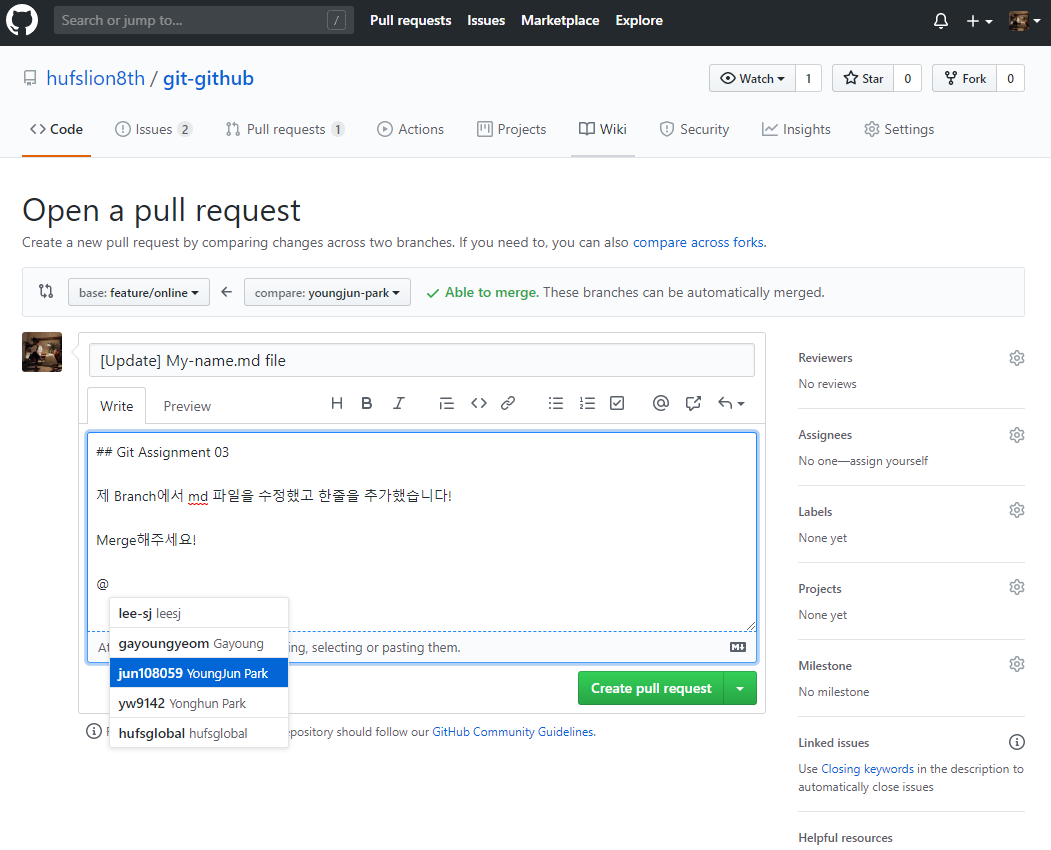 Search or jump to... /
Pull requests Issues Marketplace Explore
hufslion8th / git-github
Watch 1 Star 0 Fork 0
Code Issues 2 Pull requests 1 Actions Projects Wiki Security Insights Settings
Open a pull request
Create a new pull request by comparing changes across two branches. If you need to, you can also compare across forks.
base: feature/online ← compare: youngjun-park ✓ Able to merge. These branches can be automatically merged.
[Update] My-name.md file
Write Preview
## Git Assignment 03
제 Branch에서 md 파일을 수정했고 한줄을 추가했습니다!
Merge해주세요!
@
lee-sj leesj
gayoungyeom Gayoung
jun108059 YoungJun Park
yw9142 Yonghun Park
hufsglobal hufsglobal
selecting or pasting them.
Create pull request
should follow our GitHub Community Guidelines.
Reviewers
No reviews
Assignees
No one—assign yourself
Labels
None yet
Projects
None yet
Milestone
No milestone
Linked issues
Use Closing keywords in the description to
automatically close issues
Helpful resources